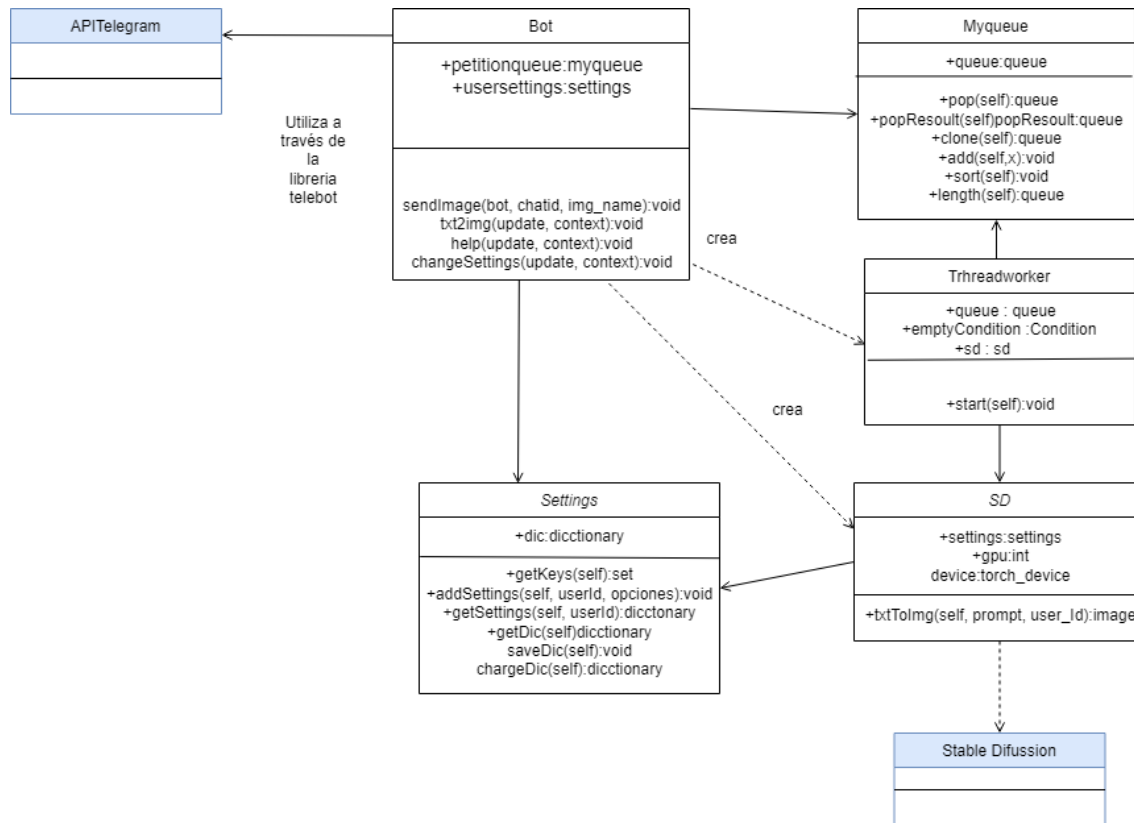 APITelegram
Bot
+petitionqueue:myqueue
+usersettings:settings
sendImage(bot, chatid, img_name):void
txt2img(update, context):void
help(update, context):void
changeSettings(update, context):void
Myqueue
+queue:queue
+pop(self):queue
+popResoult(self)popResoult:queue
+clone(self):queue
+add(self,x):void
+sort(self):void
+length(self):queue
Utiliza a
través de
la
libreria
telebot
crea
Trhreadworker
+queue : queue
+emptyCondition :Condition
+sd : sd
+start(self):void
crea
Settings
+dic:dicctionary
+getKeys(self):set
+addSettings(self, userId, opciones):void
+getSettings(self, userId):dicctonary
+getDic(self)dicctionary
saveDic(self):void
chargeDic(self):dicctionary
SD
+settings:settings
+gpu:int
device:torch_device
+txtToImg(self, prompt, user_Id):image
Stable Difussion